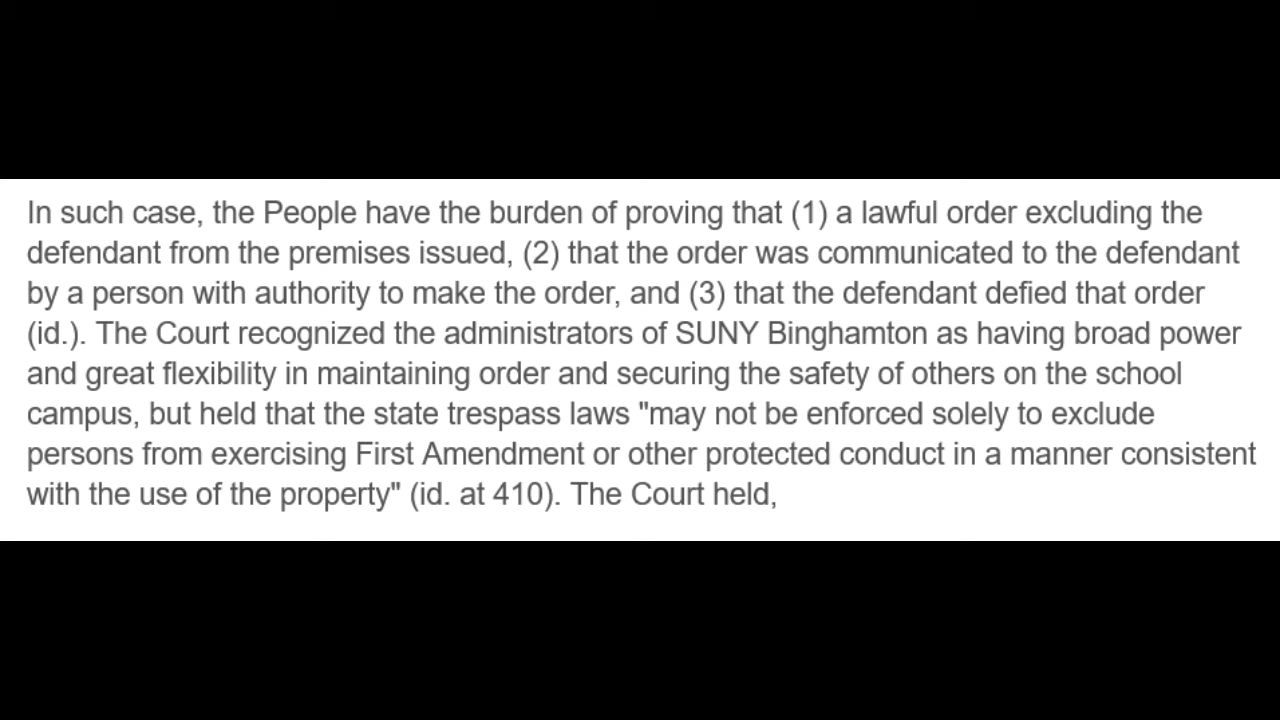 In such case, the People have the burden of proving that (1) a lawful order excluding the
defendant from the premises issued, (2) that the order was communicated to the defendant
by a person with authority to make the order, and (3) that the defendant defied that order
(id.). The Court recognized the administrators of SUNY Binghamton as having broad power
and great flexibility in maintaining order and securing the safety of others on the school
campus, but held that the state trespass laws "may not be enforced solely to exclude
persons from exercising First Amendment or other protected conduct in a manner consistent
with the use of the property" (id. at 410). The Court held,